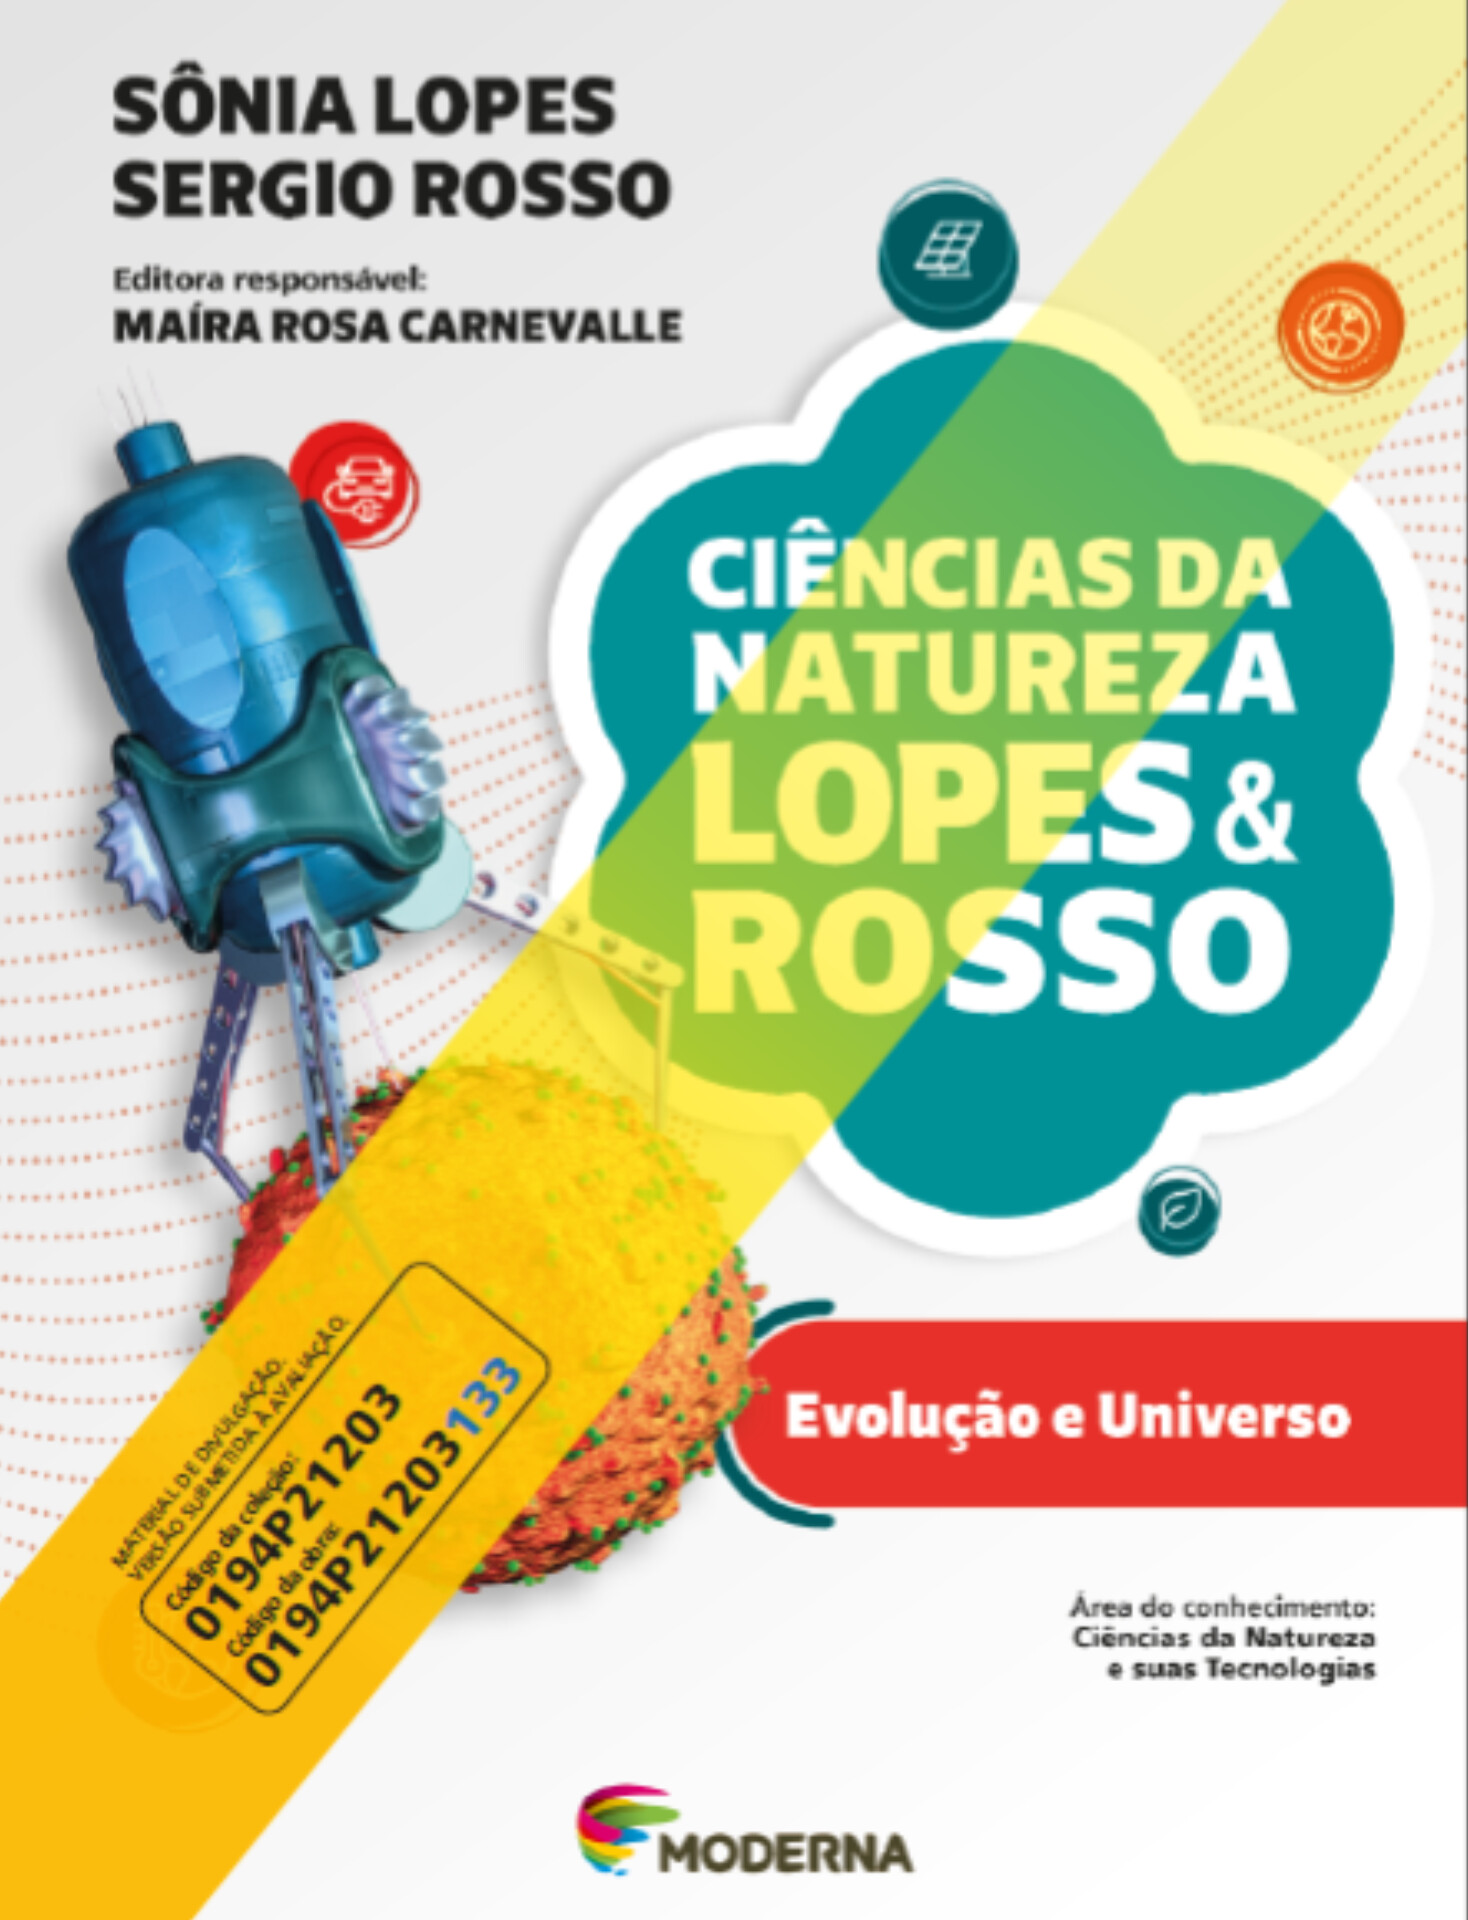 SÔNIA LOPES
SERGIO ROSSO
Editora responsável:
MAÍRA ROSA CARNEVALLE
CIÊNCIAS DA
NATUREZA
LOPES &
ROSSO
MATERIAL DE DIVULGAÇÃO.
VERSÃO SUBMETIDA À AVALIAÇÃO.
Código da coleção:
0194P21203
Código da obra:
0194P21203133
Evolução e Universo
Área do conhecimento:
Ciências da Natureza
e suas Tecnologias
MODERNA